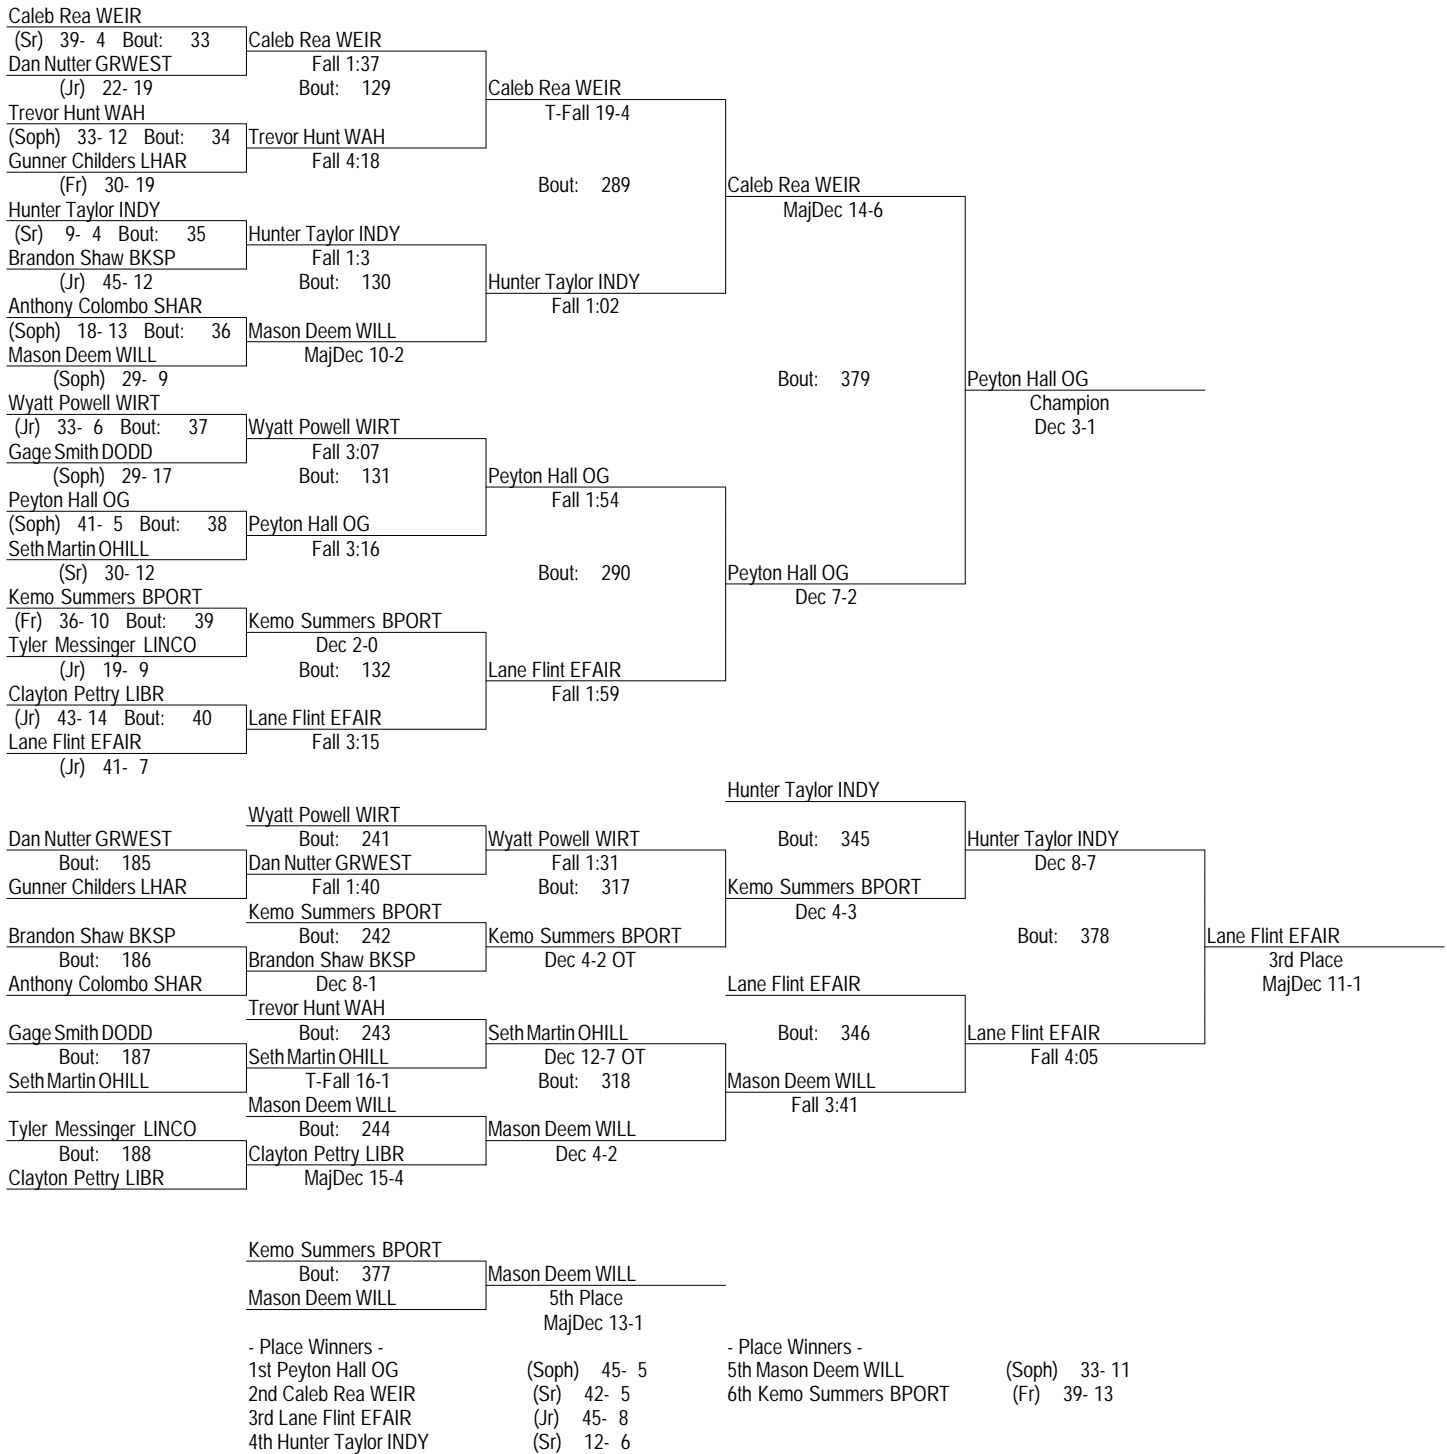 Caleb Rea WEIR
(Sr) 39- 4 Bout: 33 Caleb Rea WEIR
Dan Nutter GRWEST Fall 1:37
(Jr) 22- 19 Bout: 129 Caleb Rea WEIR
Trevor Hunt WAH T-Fall 19-4
(Soph) 33- 12 Bout: 34 Trevor Hunt WAH
Gunner Childers LHAR Fall 4:18
(Fr) 30- 19 Bout: 289 Caleb Rea WEIR
Hunter Taylor INDY MajDec 14-6
(Sr) 9- 4 Bout: 35 Hunter Taylor INDY
Brandon Shaw BKSP Fall 1:3
(Jr) 45- 12 Bout: 130 Hunter Taylor INDY
Anthony Colombo SHAR Fall 1:02
(Soph) 18- 13 Bout: 36 Mason Deem WILL
Mason Deem WILL MajDec 10-2
(Soph) 29- 9 Bout: 379 Peyton Hall OG
Wyatt Powell WIRT Champion
(Jr) 33- 6 Bout: 37 Wyatt Powell WIRT Dec 3-1
Gage Smith DODD Fall 3:07
(Soph) 29- 17 Bout: 131 Peyton Hall OG
Peyton Hall OG Fall 1:54
(Soph) 41- 5 Bout: 38 Peyton Hall OG
Seth Martin OHILL Fall 3:16
(Sr) 30- 12 Bout: 290 Peyton Hall OG
Kemo Summers BPORT Dec 7-2
(Fr) 36- 10 Bout: 39 Kemo Summers BPORT
Tyler Messinger LINCO Dec 2-0
(Jr) 19- 9 Bout: 132 Lane Flint EFAIR
Clayton Pettry LIBR Fall 1:59
(Jr) 43- 14 Bout: 40 Lane Flint EFAIR
Lane Flint EFAIR Fall 3:15
(Jr) 41- 7
Hunter Taylor INDY
Wyatt Powell WIRT
Dan Nutter GRWEST Bout: 241 Wyatt Powell WIRT Bout: 345 Hunter Taylor INDY
Bout: 185 Dan Nutter GRWEST Fall 1:31 Dec 8-7
Gunner Childers LHAR Fall 1:40 Bout: 317 Kemo Summers BPORT
Kemo Summers BPORT Dec 4-3
Brandon Shaw BKSP Bout: 242 Kemo Summers BPORT Bout: 378 Lane Flint EFAIR
Bout: 186 Brandon Shaw BKSP Dec 4-2 OT 3rd Place
Anthony Colombo SHAR Dec 8-1 Lane Flint EFAIR MajDec 11-1
Trevor Hunt WAH
Gage Smith DODD Bout: 243 Seth Martin OHILL Bout: 346 Lane Flint EFAIR
Bout: 187 Seth Martin OHILL Dec 12-7 OT Fall 4:05
Seth Martin OHILL T-Fall 16-1 Bout: 318 Mason Deem WILL
Mason Deem WILL Fall 3:41
Tyler Messinger LINCO Bout: 244 Mason Deem WILL
Bout: 188 Clayton Pettry LIBR Dec 4-2
Clayton Pettry LIBR MajDec 15-4
Kemo Summers BPORT
Bout: 377 Mason Deem WILL
Mason Deem WILL 5th Place
MajDec 13-1
- Place Winners - - Place Winners -
1st Peyton Hall OG (Soph) 45- 5 5th Mason Deem WILL (Soph) 33- 11
2nd Caleb Rea WEIR (Sr) 42- 5 6th Kemo Summers BPORT (Fr) 39- 13
3rd Lane Flint EFAIR (Jr) 45- 8
4th Hunter Taylor INDY (Sr) 12- 6